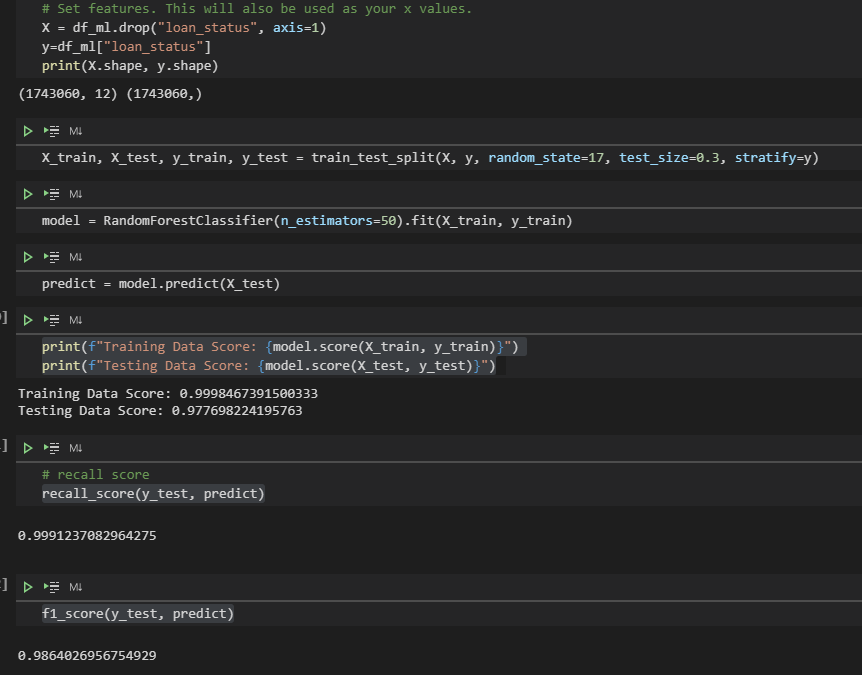 # Set features. This will also be used as your x values.
X = df_ml.drop("loan_status", axis=1)
y=df_ml["loan_status"]
print(X.shape, y.shape)
(1743060, 12) (1743060,)
M↓
X_train, X_test, y_train, y_test = train_test_split(X, y, random_state=17, test_size=0.3, stratify=y)
M↓
model = RandomForestClassifier(n_estimators=50).fit(X_train, y_train)
M↓
predict = model.predict(X_test)
]
M↓
print(f"Training Data Score: {model.score(X_train, y_train)}")
print(f"Testing Data Score: {model.score(X_test, y_test)}")
Training Data Score: 0.9998467391500333
Testing Data Score: 0.977698224195763
]
M↓
# recall score
recall_score(y_test, predict)
0.9991237082964275
]
M↓
f1_score(y_test, predict)
0.9864026956754929